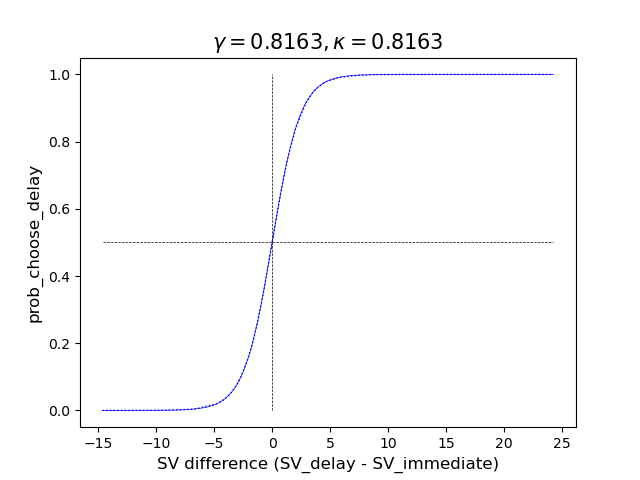 γ = 0.8163, κ = 0.8163
1.0
0.8
0.6
0.4
0.2
0.0
prob_choose_delay
−15 −10 −5 0 5 10 15 20 25
SV difference (SV_delay - SV_immediate)